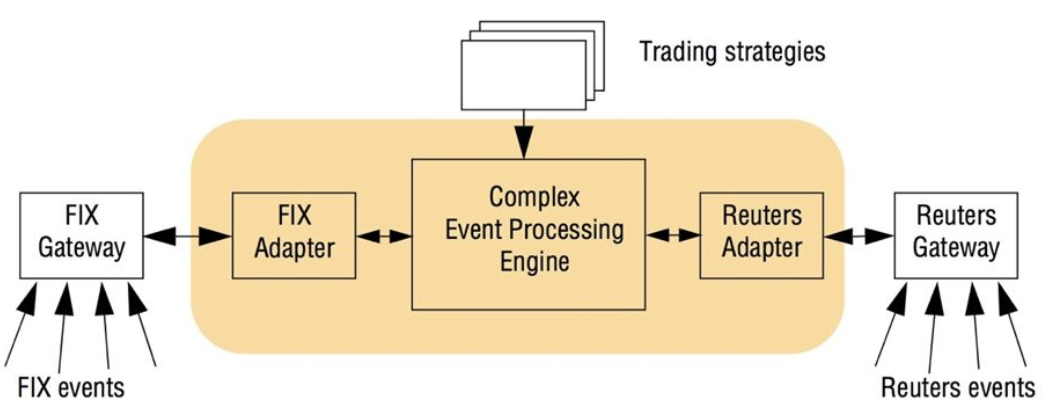 Trading strategies
FIX
Gateway
FIX
Adapter
Complex
Event Processing
Engine
Reuters
Adapter
Reuters
Gateway
FIX events
Reuters events